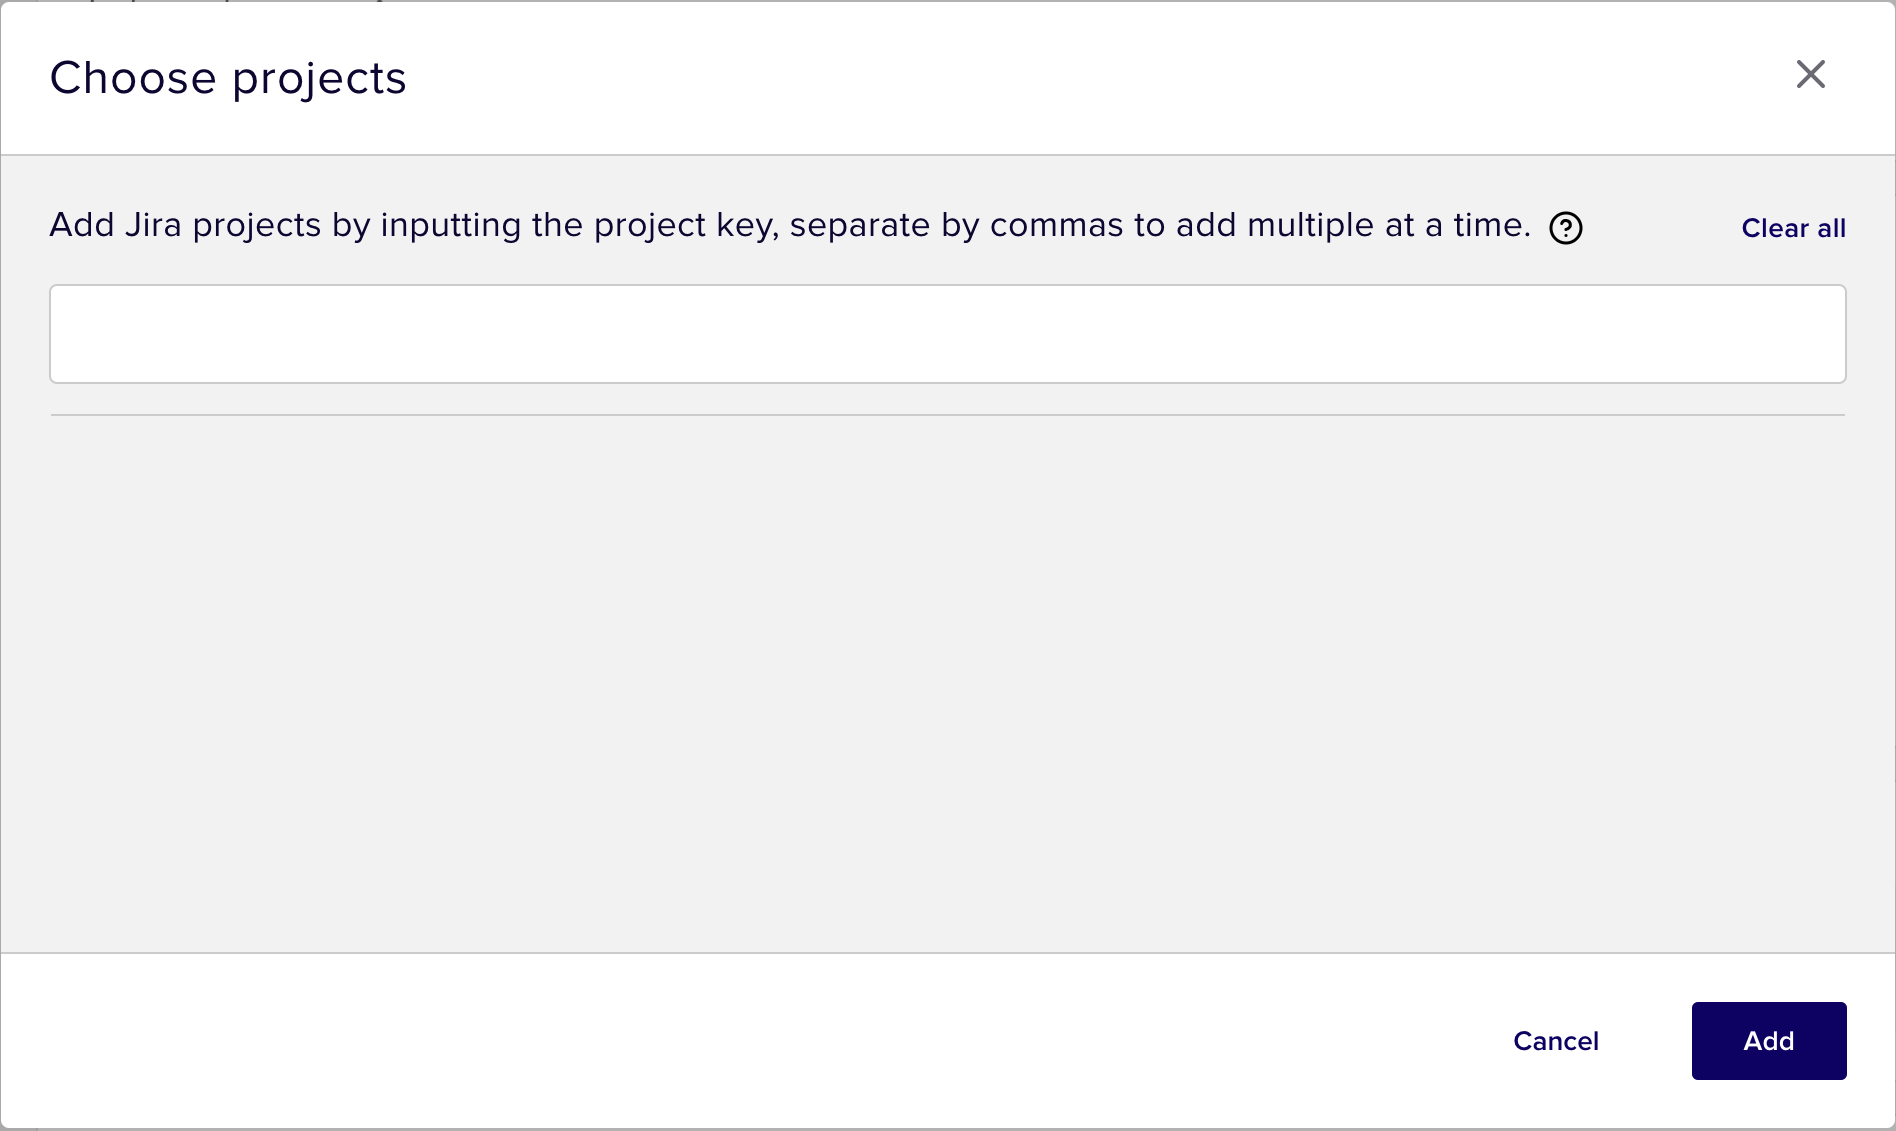 Choose projects
Add Jira projects by inputting the project key, separate by commas to add multiple at a time. ?
Clear all
Cancel
Add